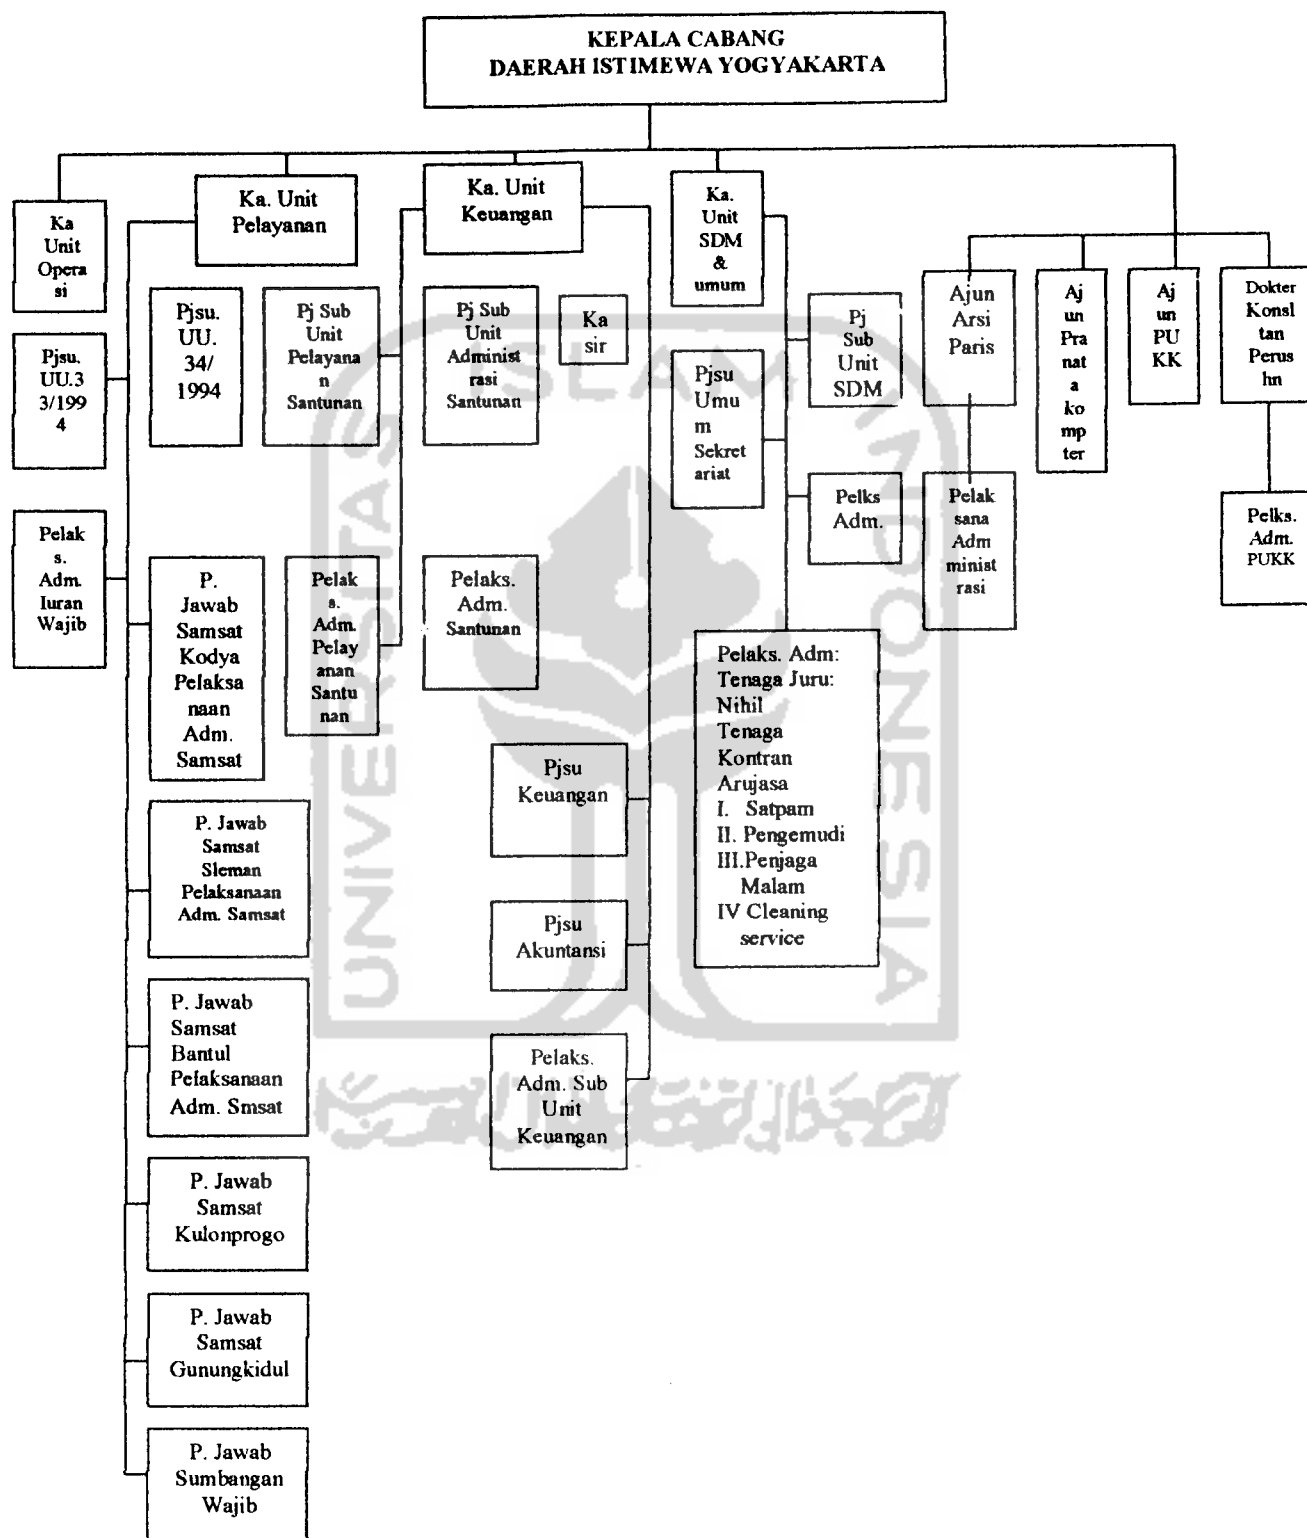 KEPALA CABANG
DAERAH ISTIMEWA YOGYAKARTA
Ka
Unit
Opera
si
Ka. Unit
Pelayanan
Ka. Unit
Keuangan
Ka.
Unit
SDM
&
umum
Pjsu.
UU.3
3/199
4
Pjsu.
UU.
34/
1994
Pj Sub
Unit
Pelayana
n
Santunan
Pj Sub
Unit
Administ
rasi
Santunan
Ka
sir
Pjsu
Umu
m
Sekret
ariat
Pj
Sub
Unit
SDM
Ajun
Arsi
Paris
Aj
un
Pra
nat
a
ko
mp
ter
Aj
un
PU
KK
Dokter
Konsl
tan
Perus
hn
Pelak
s.
Adm.
Iuran
Wajib
P.
Jawab
Samsat
Kodya
Pelaksa
naan
Adm.
Samsat
Pelak
s.
Adm.
Pelay
anan
Santu
nan
Pelaks.
Adm.
Santunan
Pelks
Adm.
Pelak
sana
Adm
minist
rasi
Pelks.
Adm.
PUKK
Pelaks. Adm:
Tenaga Juru:
Nihil
Tenaga
Kontran
Arujasa
I. Satpam
II. Pengemudi
III.Penjaga
Malam
IV Cleaning
service
Pjsu
Keuangan
P. Jawab
Samsat
Sleman
Pelaksanaan
Adm. Samsat
Pjsu
Akuntansi
P. Jawab
Samsat
Bantul
Pelaksanaan
Adm. Smsat
Pelaks.
Adm. Sub
Unit
Keuangan
P. Jawab
Samsat
Kulonprogo
P. Jawab
Samsat
Gunungkidul
P. Jawab
Sumbangan
Wajib
UNIVERSITAS
ISLAM
INDONESIA